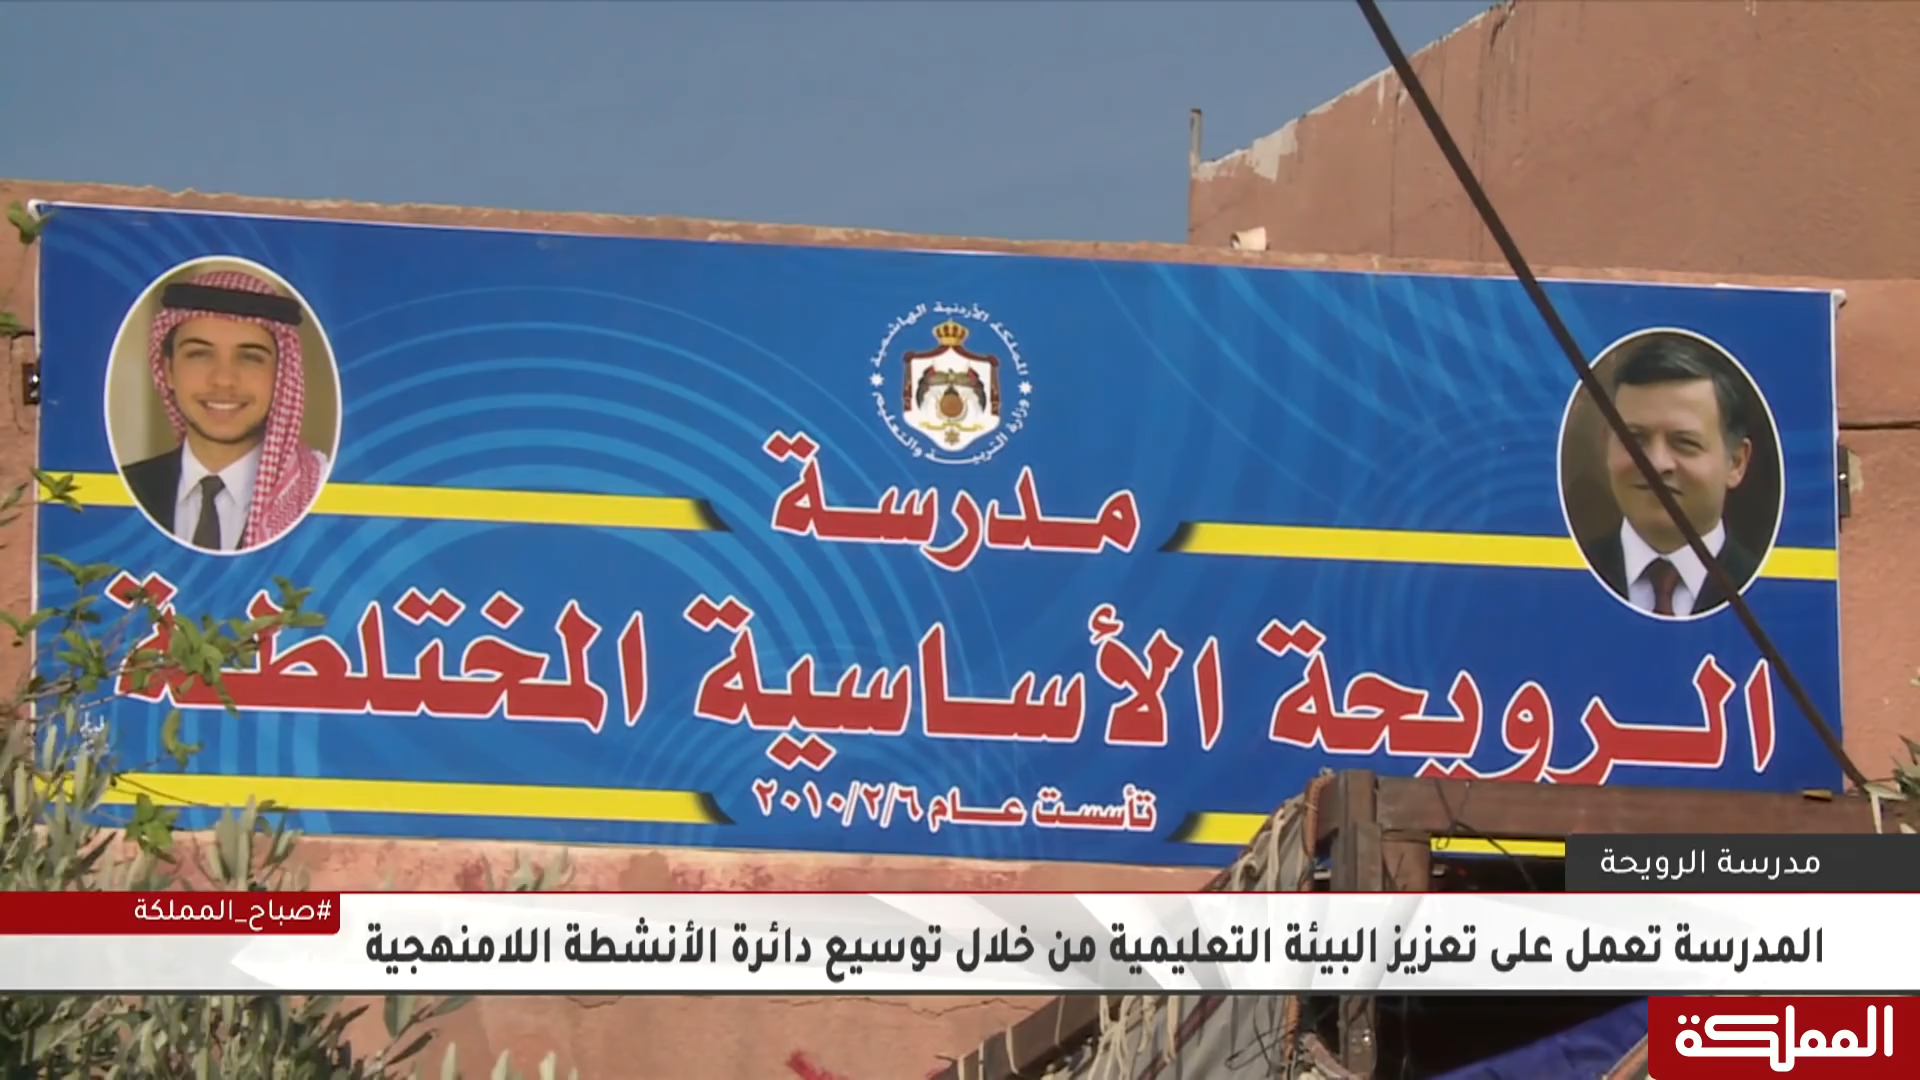 المملكة الأردنية الهاشمية
وزارة التربية والتعليم
مدرسة
الرويحة الأساسية المختلطة
تأسست عام ٢٠١٠/٢/٦
مدرسة الرويحة
#صباح_المملكة
المدرسة تعمل على تعزيز البيئة التعليمية من خلال توسيع دائرة الأنشطة اللامنهجية
المملكة